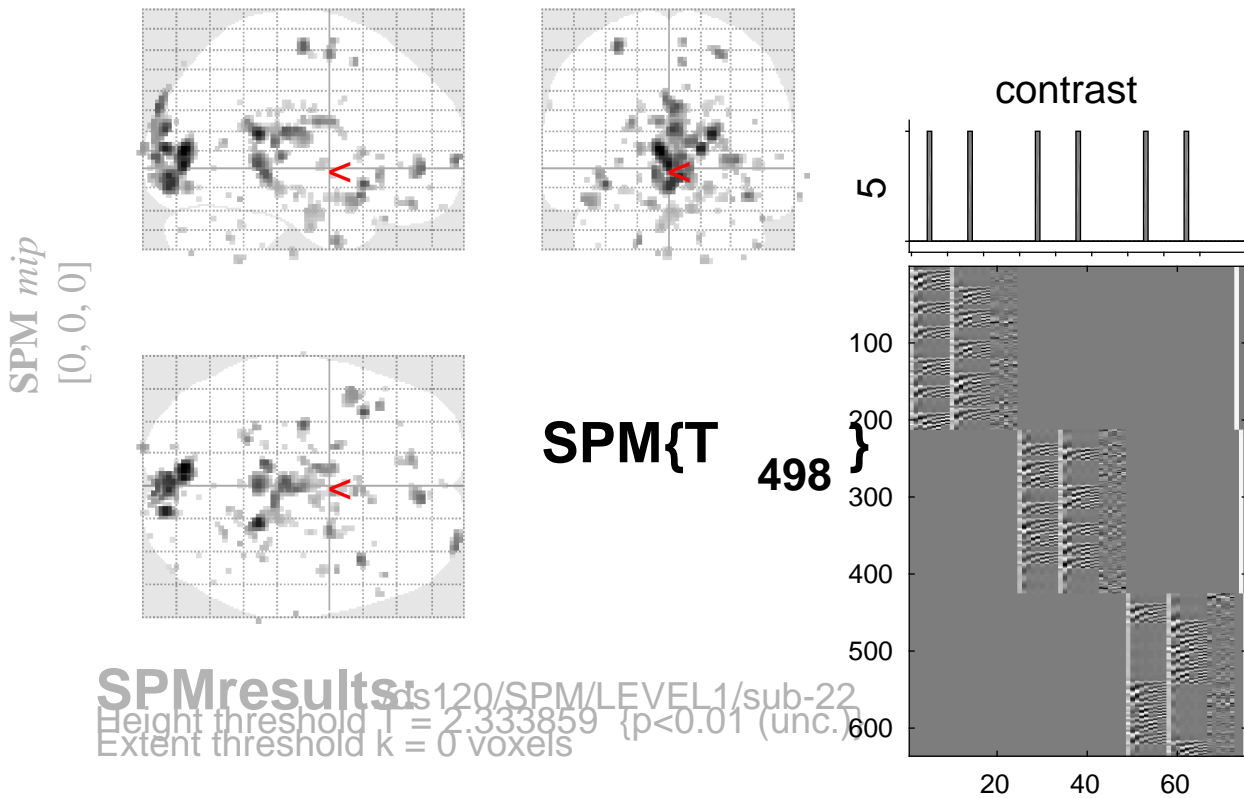 SPM mip
[0, 0, 0]
<
<
<
SPM{T498}
SPMresults: /ds120/SPM/LEVEL1/sub-22
Height threshold T = 2.333859 {p<0.01 (unc.)}
Extent threshold k = 0 voxels
contrast
5
100
200
300
400
500
600
20 40 60